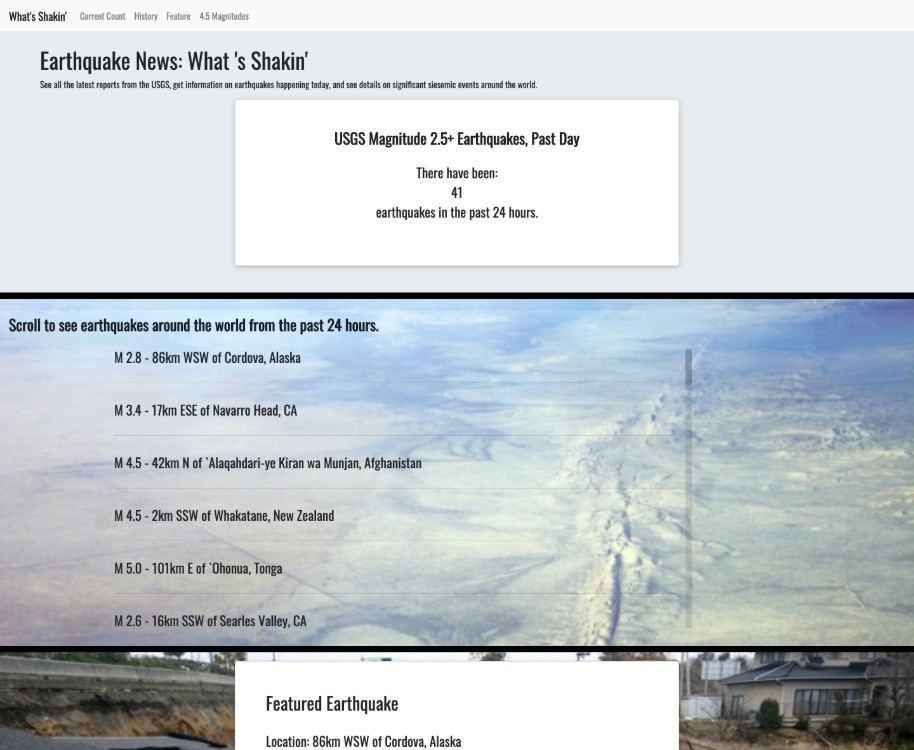 What's Shakin' Current Count History Feature 4.5 Magnitudes
Earthquake News: What 's Shakin'
See all the latest reports from the USGS, get information on earthquakes happening today, and see details on significant siesemic events around the world.
USGS Magnitude 2.5+ Earthquakes, Past Day
There have been:
41
earthquakes in the past 24 hours.
Scroll to see earthquakes around the world from the past 24 hours.
M 2.8 - 86km WSW of Cordova, Alaska
M 3.4 - 17km ESE of Navarro Head, CA
M 4.5 - 42km N of `Alaqahdari-ye Kiran wa Munjan, Afghanistan
M 4.5 - 2km SSW of Whakatane, New Zealand
M 5.0 - 101km E of `Ohonua, Tonga
M 2.6 - 16km SSW of Searles Valley, CA
Featured Earthquake
Location: 86km WSW of Cordova, Alaska